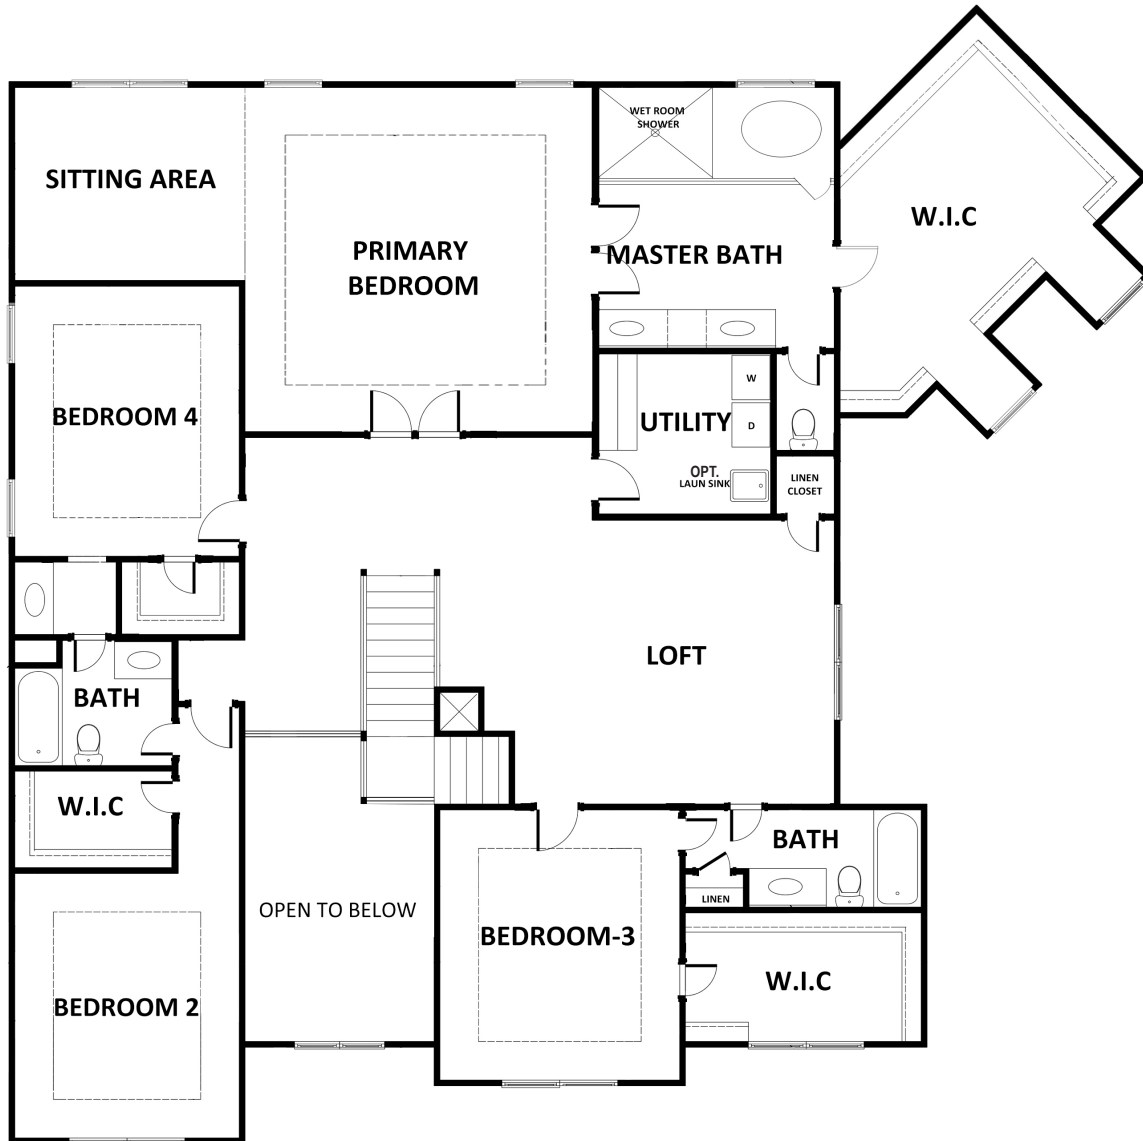 WET ROOM
SHOWER
SITTING AREA
W.I.C
PRIMARY
BEDROOM
MASTER BATH
W
BEDROOM 4
UTILITY
D
OPT.
LAUN SINK
LINEN
CLOSET
LOFT
BATH
W.I.C
BATH
LINEN
OPEN TO BELOW
BEDROOM-3
W.I.C
BEDROOM 2